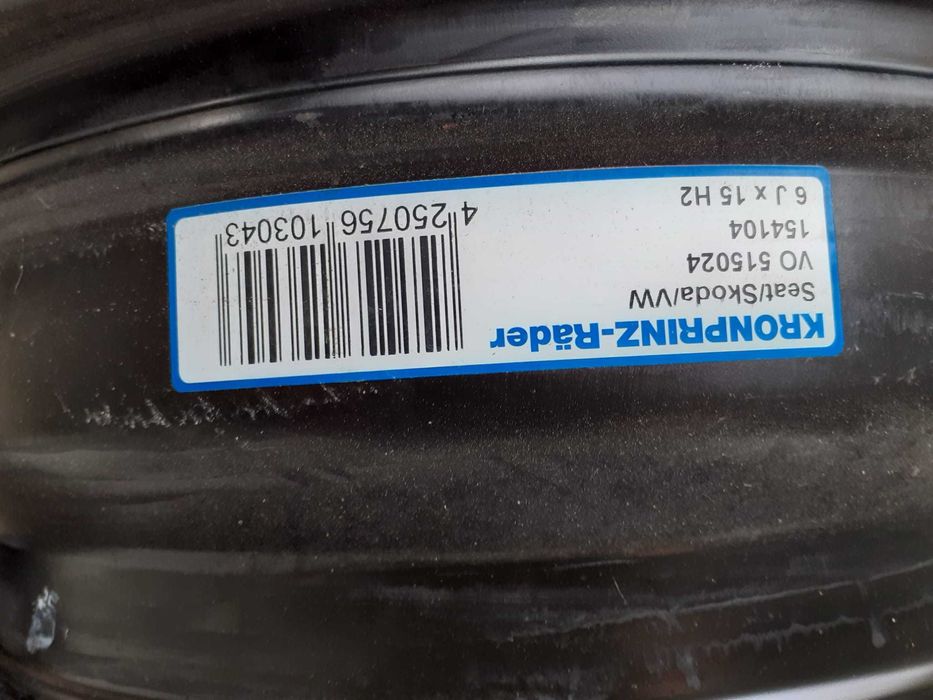 KRONPRINZ-Räder
Seat/Skoda/VW
VO 515024
154104
6 J x 15 H2
4 250756 103043